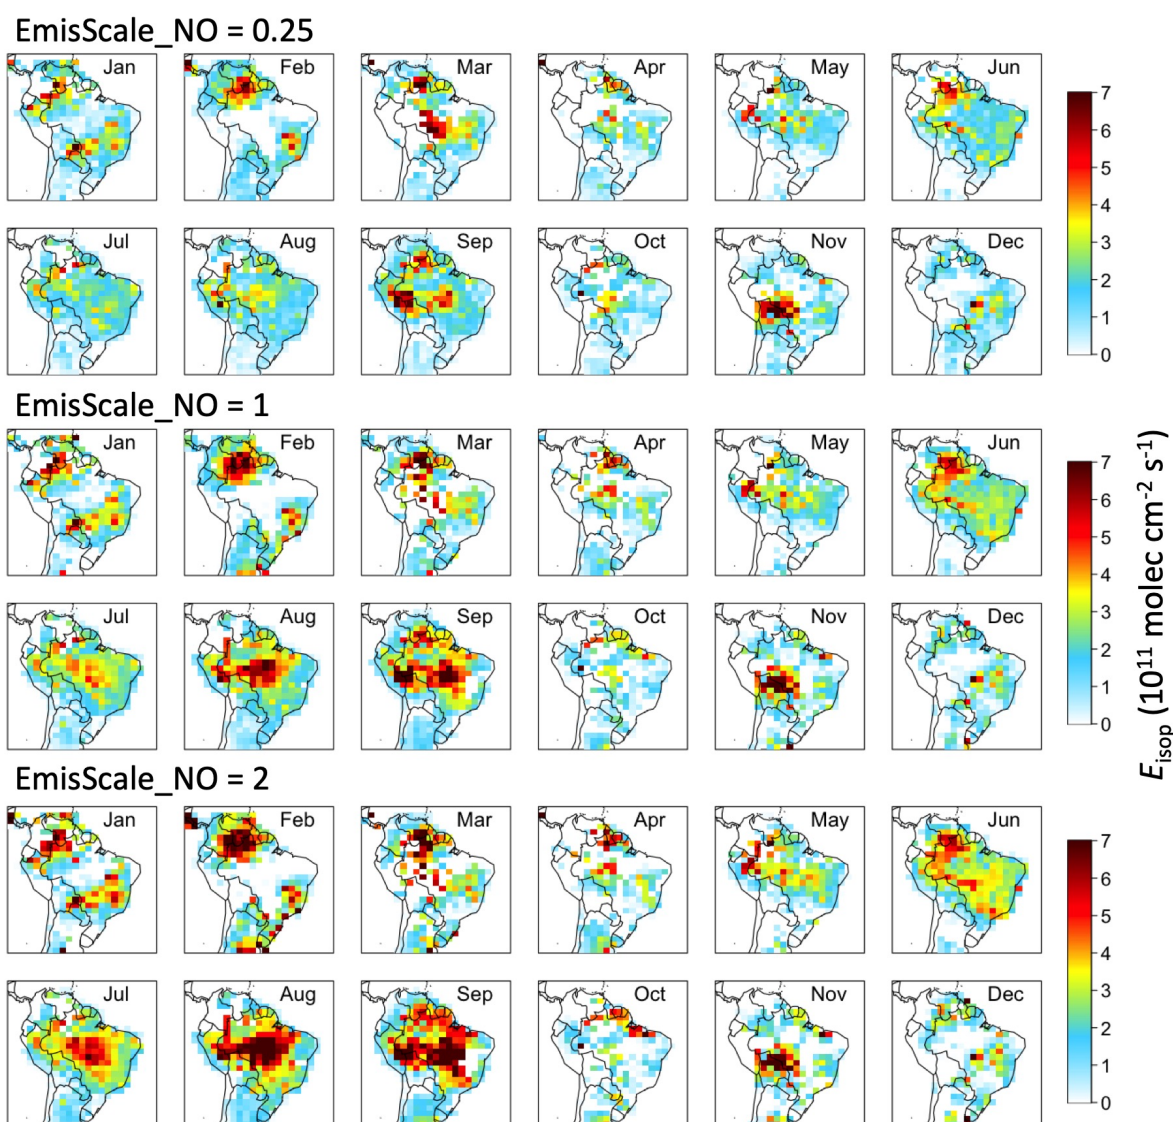 EmisScale_NO = 0.25
Jan Feb Mar Apr May Jun
7
6
5
4
3
2
1
0
Jul Aug Sep Oct Nov Dec
EmisScale_NO = 1
Jan Feb Mar Apr May Jun
7
6
5
4
3
2
1
0
Jul Aug Sep Oct Nov Dec
EmisScale_NO = 2
Jan Feb Mar Apr May Jun
7
6
5
4
3
2
1
0
Jul Aug Sep Oct Nov Dec
E_isop (10^11 molec cm^-2 s^-1)